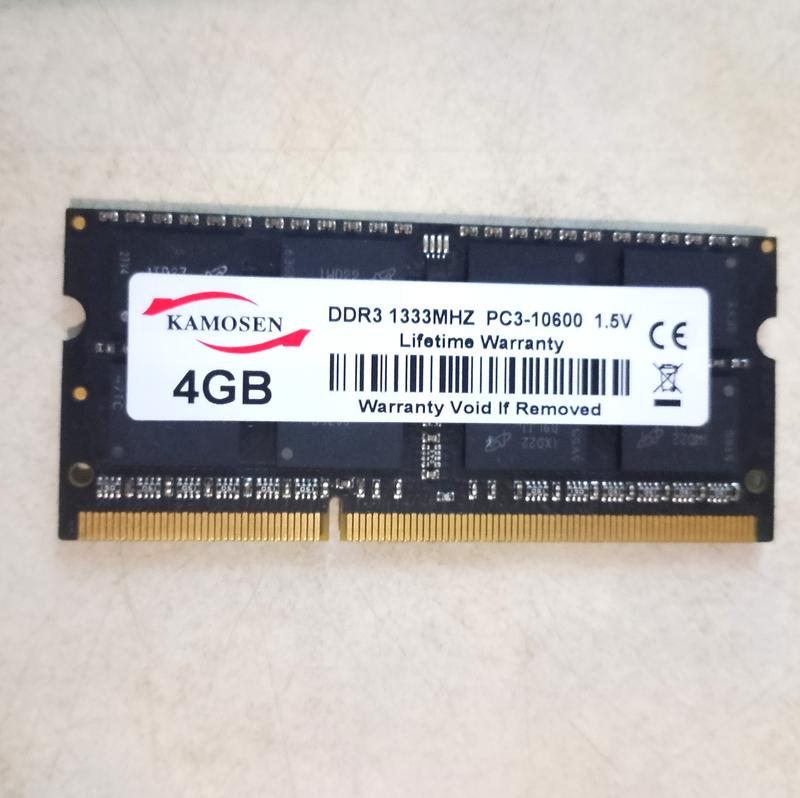 KAMOSEN
4GB
DDR3 1333MHZ PC3-10600 1.5V
Lifetime Warranty
Warranty Void If Removed
CE